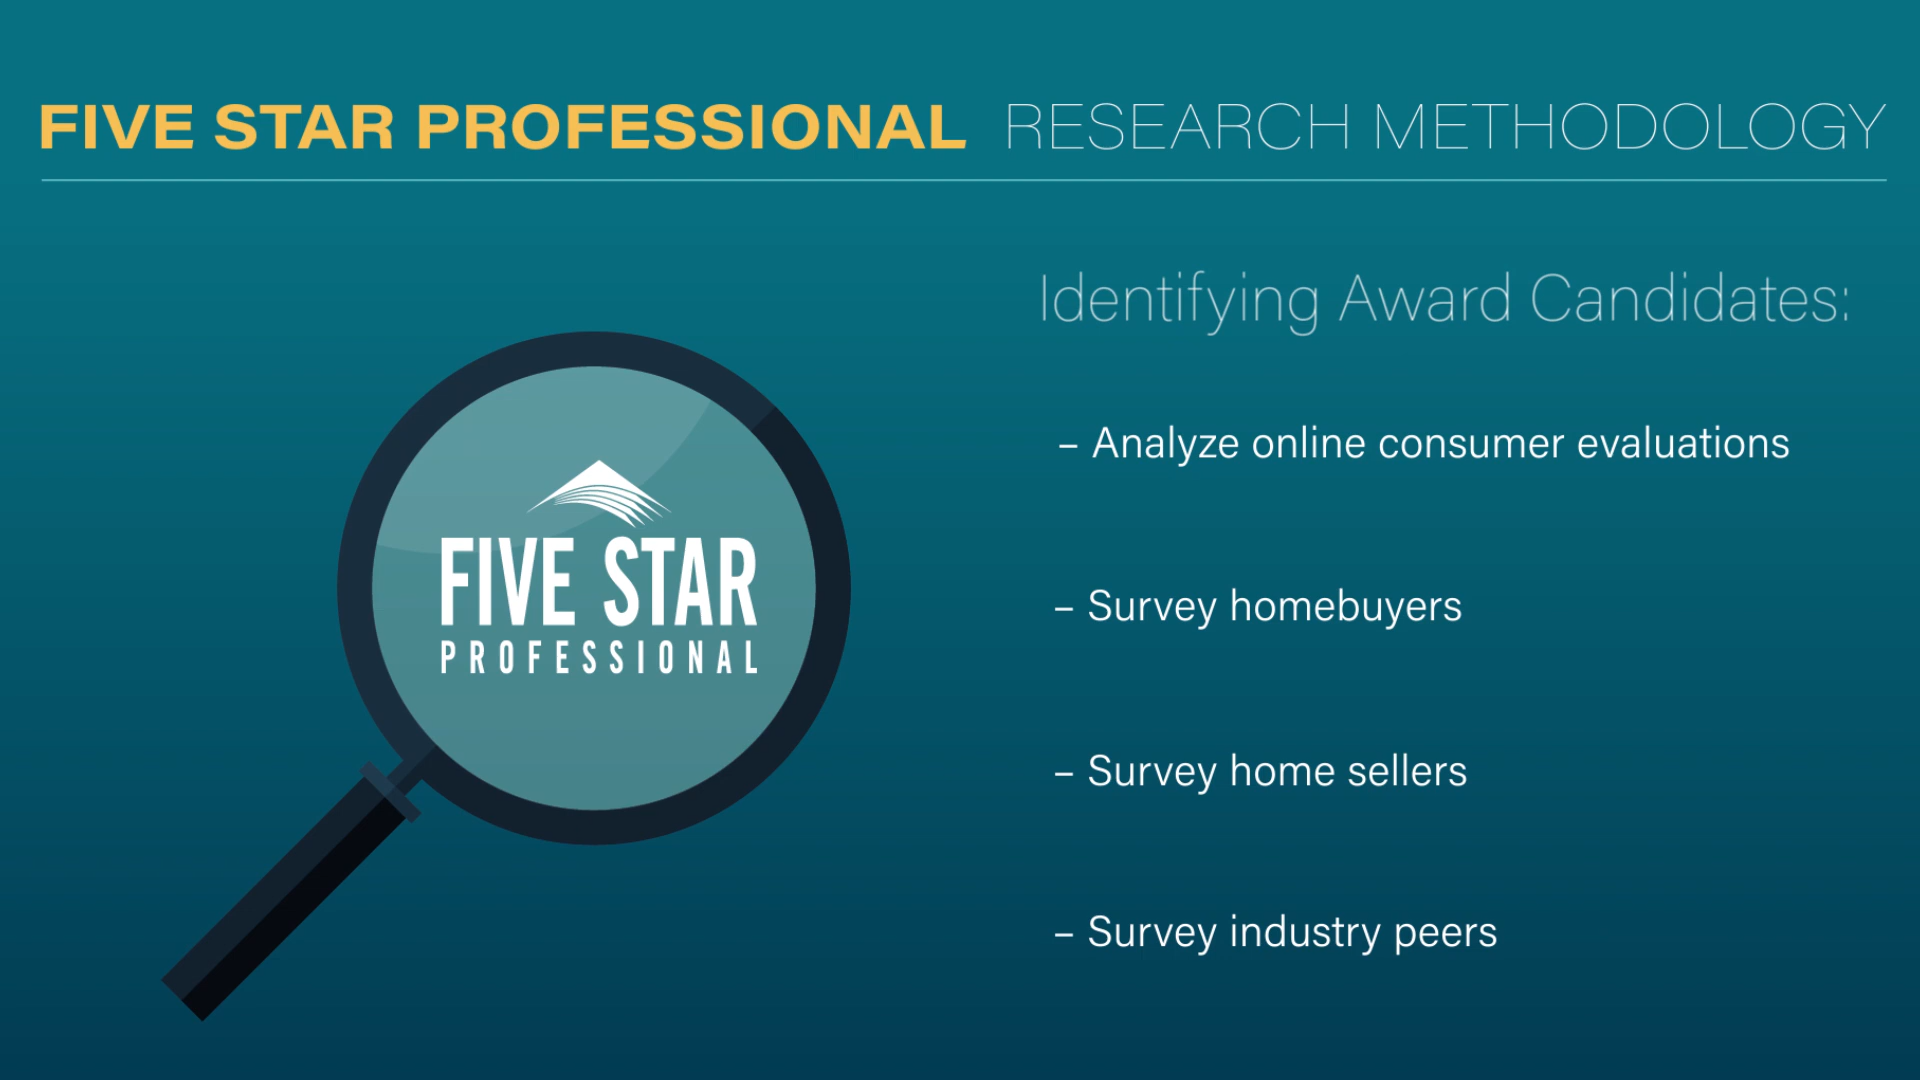 FIVE STAR PROFESSIONAL RESEARCH METHODOLOGY
Identifying Award Candidates:
– Analyze online consumer evaluations
– Survey homebuyers
– Survey home sellers
– Survey industry peers
FIVE STAR
PROFESSIONAL